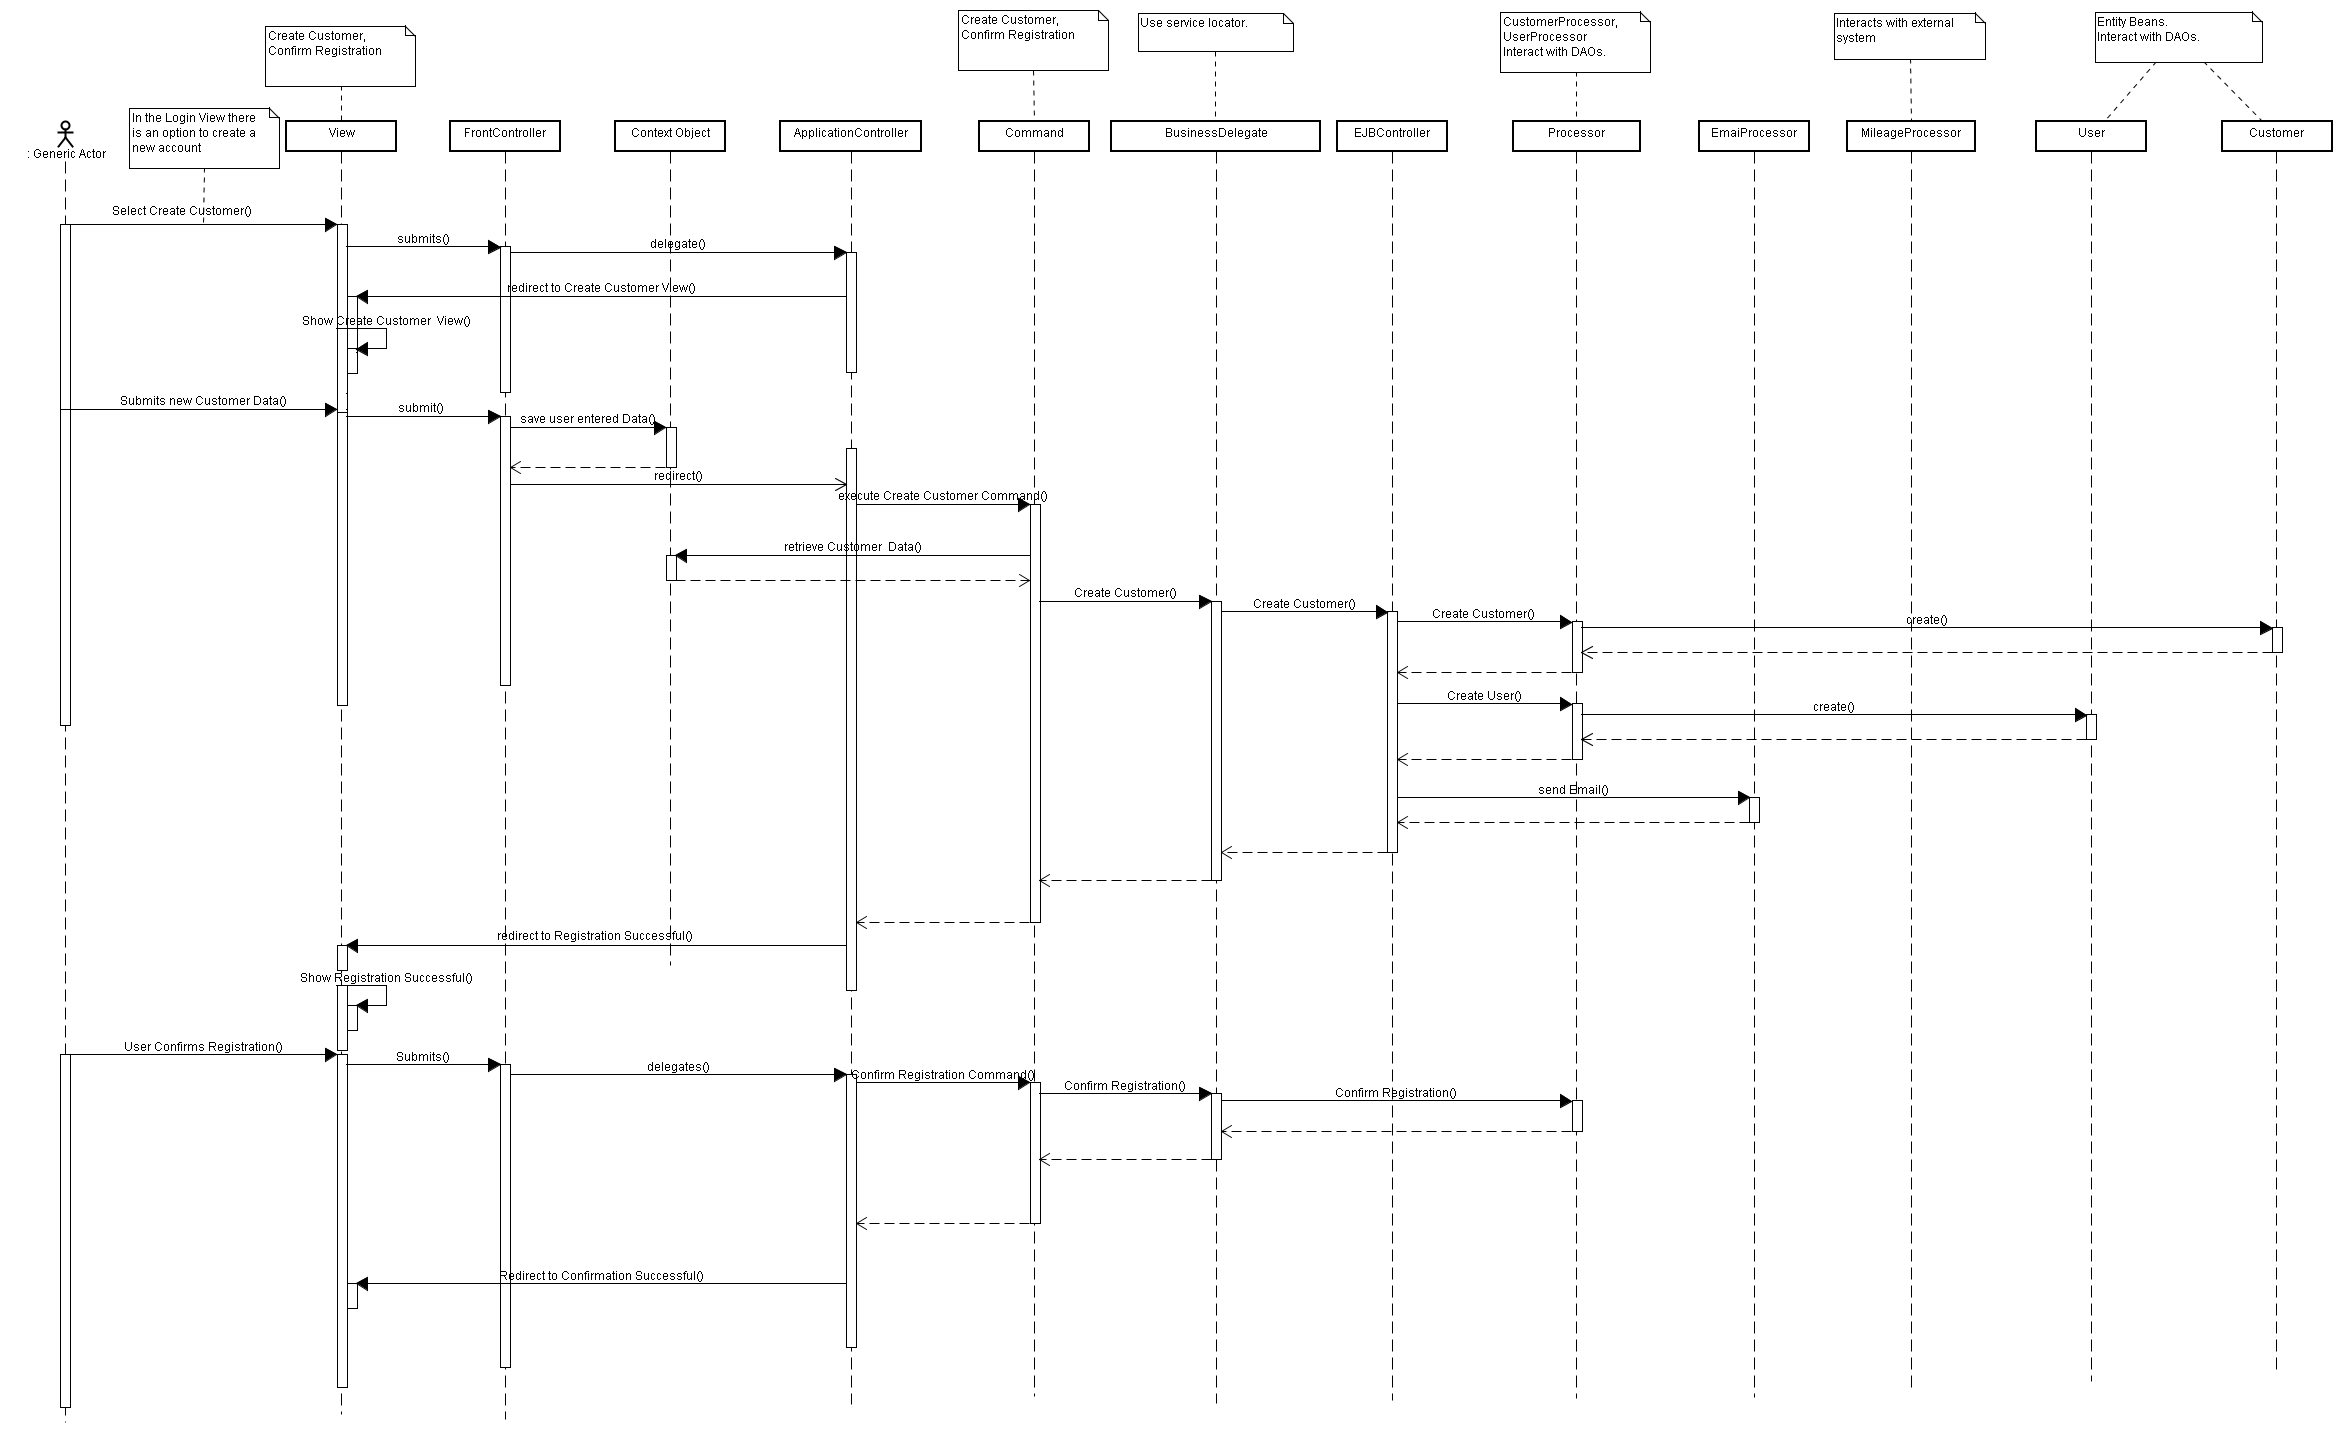 Create Customer,
Confirm Registration
Create Customer,
Confirm Registration
Use service locator.
CustomerProcessor,
UserProcessor
Interact with DAOs.
Interacts with external
system
Entity Beans.
Interact with DAOs.
In the Login View there
is an option to create a
new account
: Generic Actor
View
FrontController
Context Object
ApplicationController
Command
BusinessDelegate
EJBController
Processor
EmaiProcessor
MileageProcessor
User
Customer
Select Create Customer()
submits()
delegate()
redirect to Create Customer View()
Show Create Customer View()
Submits new Customer Data()
submit()
save user entered Data()
redirect()
execute Create Customer Command()
retrieve Customer Data()
Create Customer()
Create Customer()
Create Customer()
create()
Create User()
create()
send Email()
redirect to Registration Successful()
Show Registration Successful()
User Confirms Registration()
Submits()
delegates()
Confirm Registration Command()
Confirm Registration()
Confirm Registration()
Redirect to Confirmation Successful()